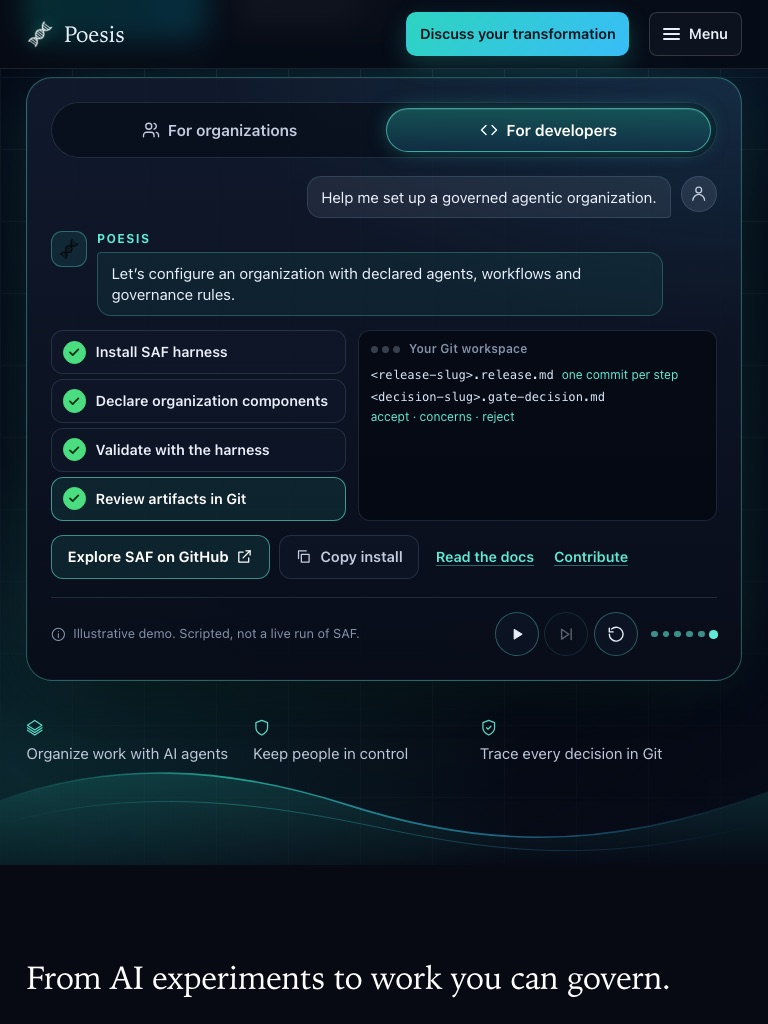 Poesis
Discuss your transformation
Menu
For organizations
For developers
Help me set up a governed agentic organization.
POESIS
Let's configure an organization with declared agents, workflows and
governance rules.
Install SAF harness
Declare organization components
Validate with the harness
Review artifacts in Git
Your Git workspace
<release-slug>.release.md one commit per step
<decision-slug>.gate-decision.md
accept · concerns · reject
Explore SAF on GitHub
Copy install
Read the docs
Contribute
Illustrative demo. Scripted, not a live run of SAF.
Organize work with AI agents
Keep people in control
Trace every decision in Git
From AI experiments to work you can govern.